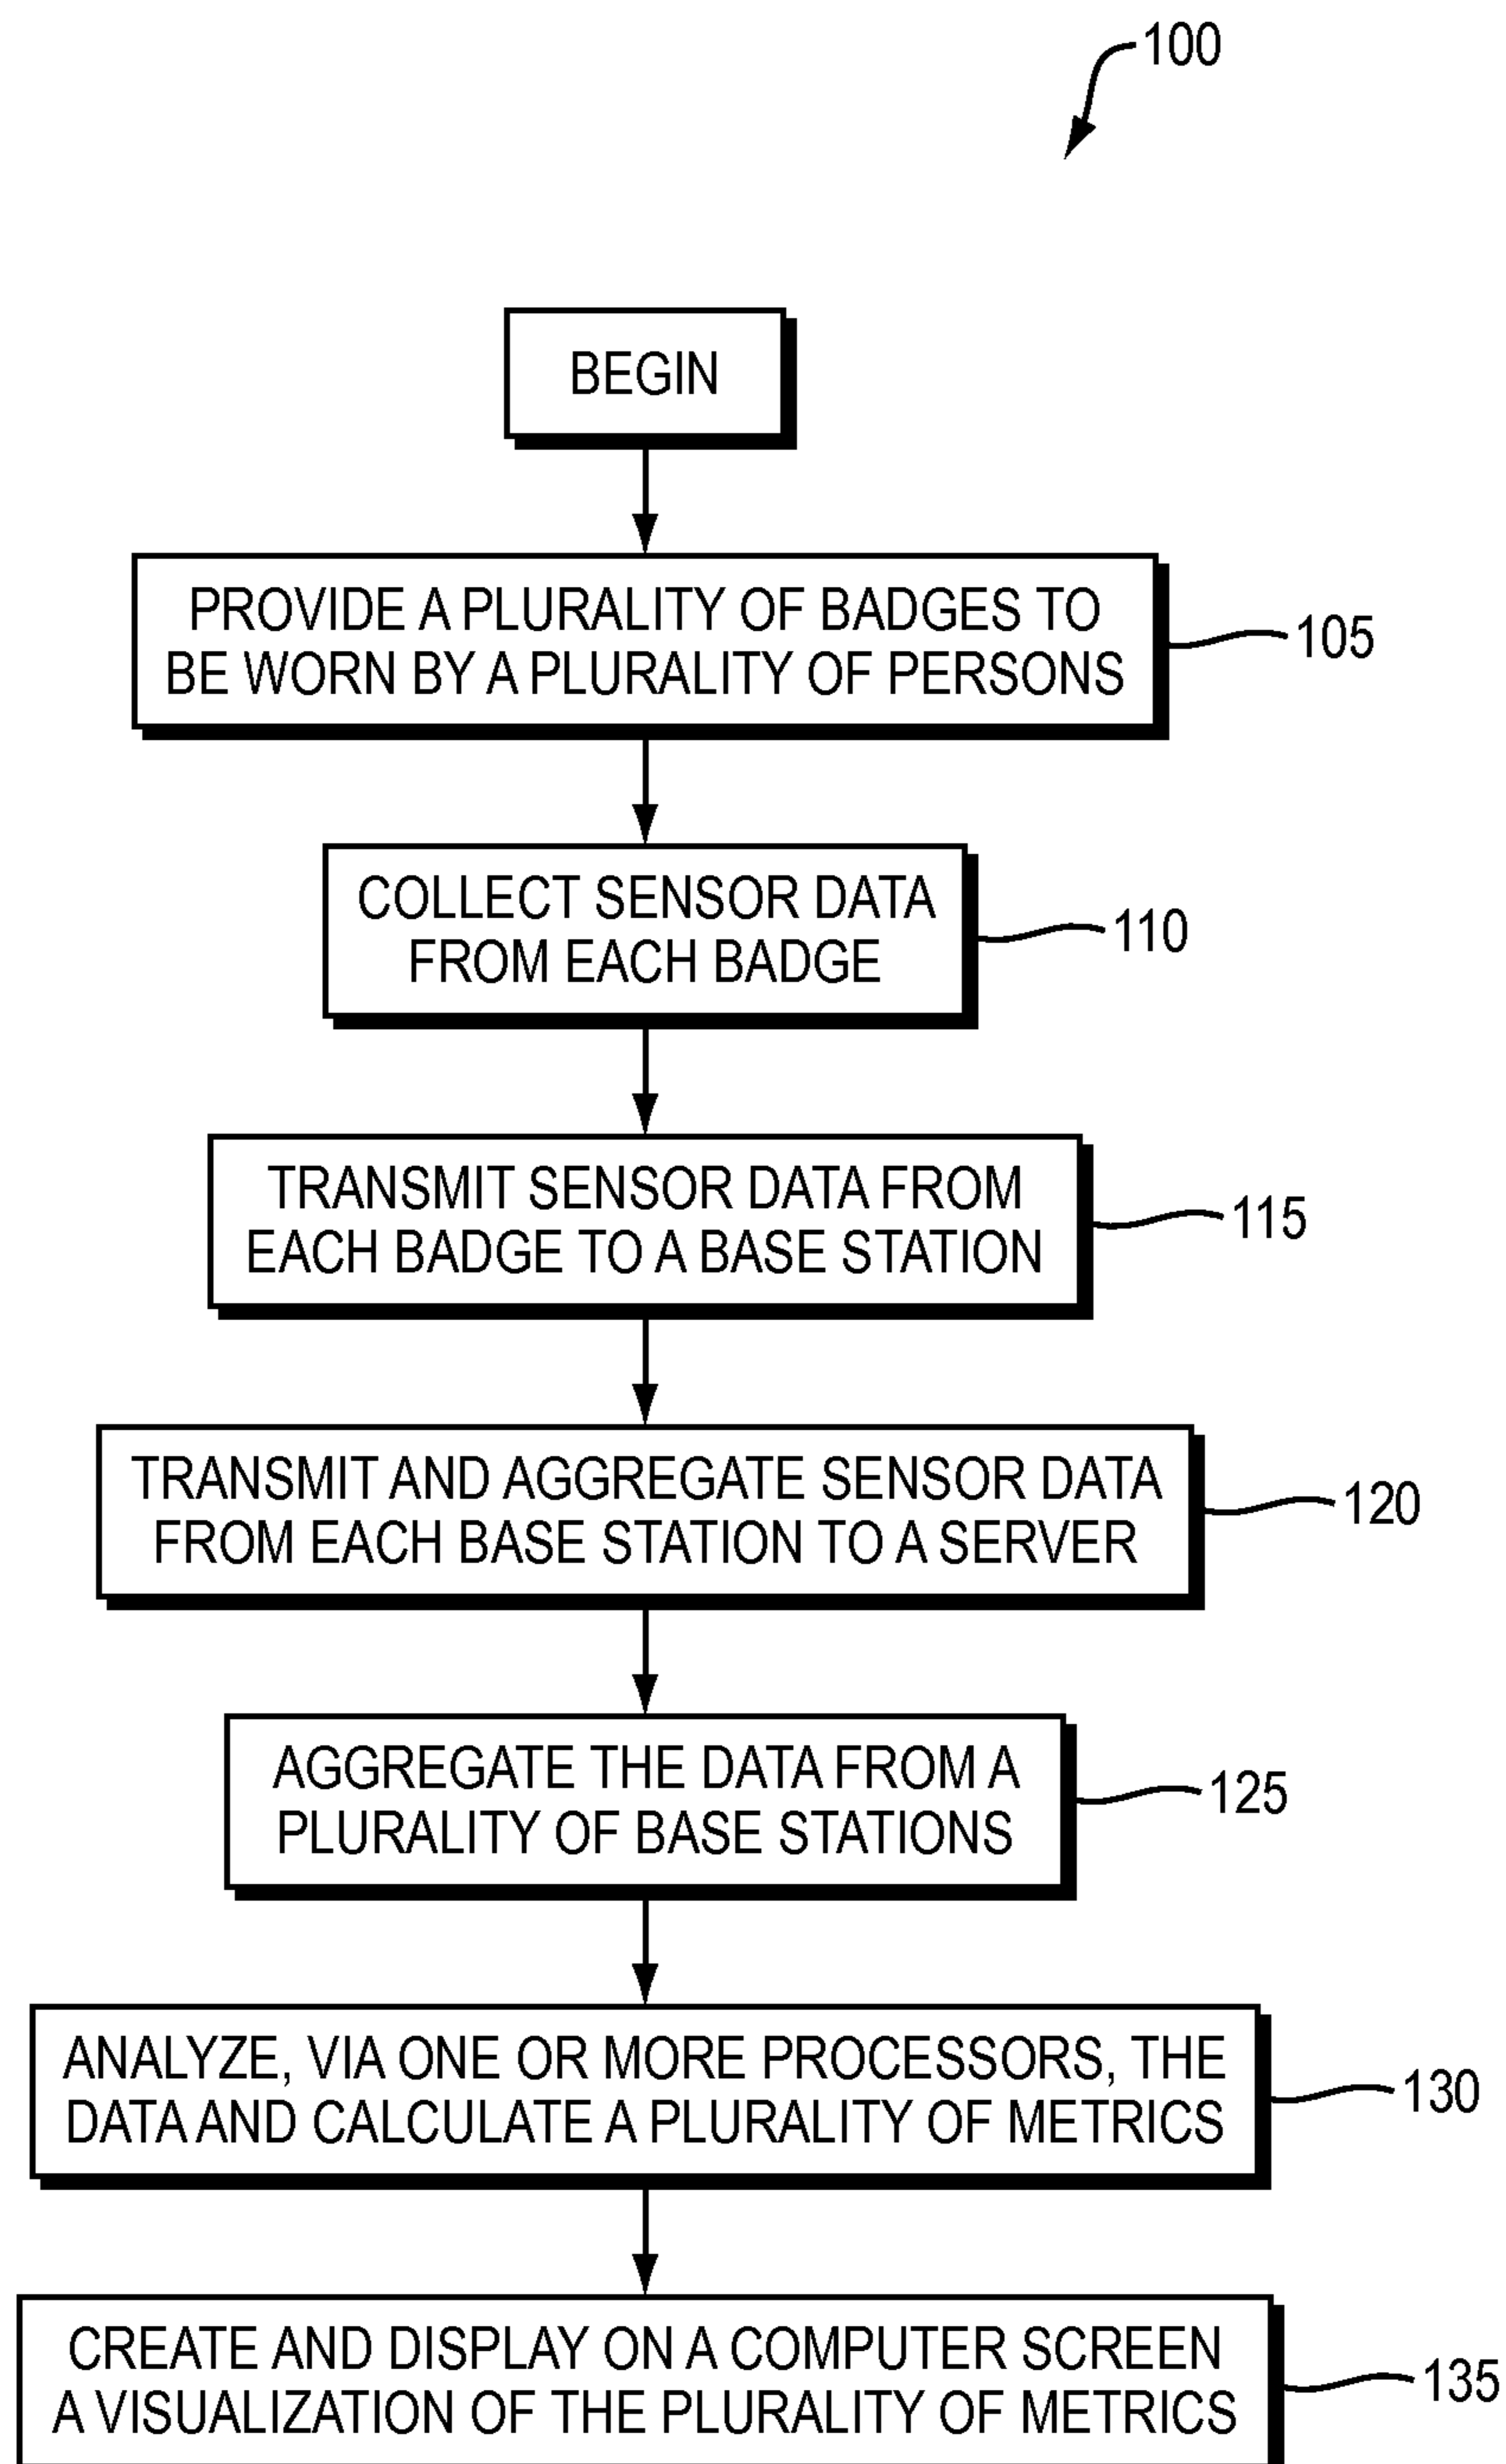 100
BEGIN
PROVIDE A PLURALITY OF BADGES TO
BE WORN BY A PLURALITY OF PERSONS
105
COLLECT SENSOR DATA
FROM EACH BADGE
110
TRANSMIT SENSOR DATA FROM
EACH BADGE TO A BASE STATION
115
TRANSMIT AND AGGREGATE SENSOR DATA
FROM EACH BASE STATION TO A SERVER
120
AGGREGATE THE DATA FROM A
PLURALITY OF BASE STATIONS
125
ANALYZE, VIA ONE OR MORE PROCESSORS, THE
DATA AND CALCULATE A PLURALITY OF METRICS
130
CREATE AND DISPLAY ON A COMPUTER SCREEN
A VISUALIZATION OF THE PLURALITY OF METRICS
135